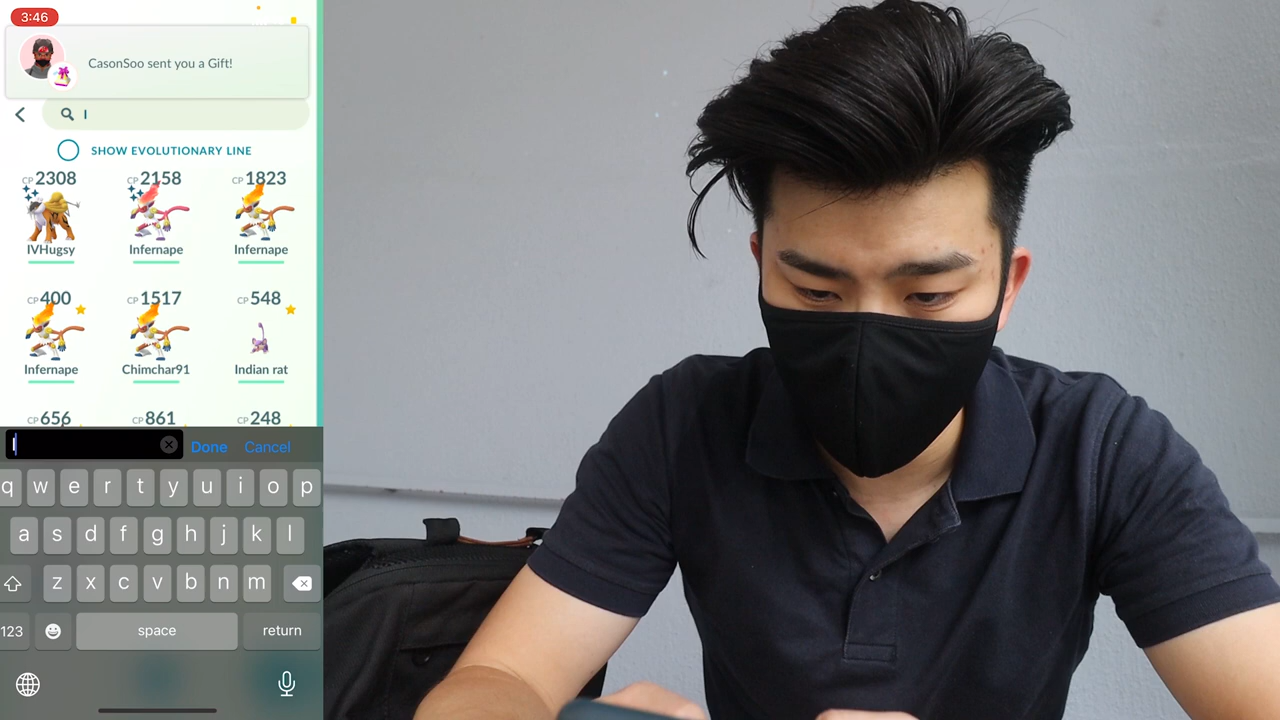 3:46
CasonSoo sent you a Gift!
I
SHOW EVOLUTIONARY LINE
CP2308 CP2158 CP1823
IVHugsy Infernape Infernape
CP400 CP1517 CP548
Infernape Chimchar91 Indian rat
CP656 CP861 CP248
I Done Cancel
q w e r t y u i o p
a s d f g h j k l
z x c v b n m
123 space return